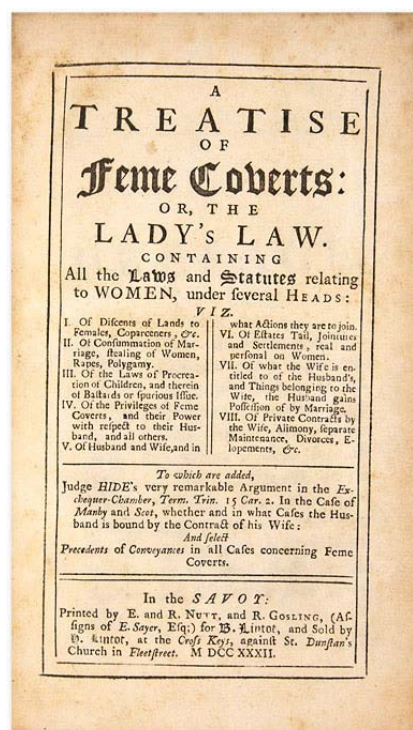 A
TREATISE
OF
Feme Coverts:
OR, THE
LADY's LAW.
CONTAINING
All the Laws and Statutes relating
to WOMEN, under ſeveral HEADS:
VIZ.
I. Of Diſcents of Lands to
Females, Coparceners, &c.
II. Of Conſummation of Mar-
riage, ſtealing of Women,
Rapes, Polygamy.
III. Of the Laws of Procrea-
tion of Children, and therein
of Baſtards or ſpurious Iſſue.
IV. Of the Privileges of Feme
Coverts, and their Power
with reſpect to their Huſ-
band, and all others.
V. Of Husband and Wife, and in
what Actions they are to join.
VI. Of Eſtates Tail, Jointures
and Settlements, real and
perſonal on Women.
VII. Of what the Wife is en-
titled to of the Husband's,
and Things belonging to the
Wife, the Husband gains
Poſſeſſion of by Marriage.
VIII. Of Private Contracts by
the Wife, Alimony, ſeparate
Maintenance, Divorces, E-
lopements, &c.
To which are added,
Judge HIDE's very remarkable Argument in the Ex-
chequer-Chamber, Term. Trin. 15 Car. 2. In the Caſe of
Manby and Scot, whether and in what Caſes the Hus-
band is bound by the Contract of his Wife:
And ſelect
Precedents of Conveyances in all Caſes concerning Feme
Coverts.
In the SAVOY:
Printed by E. and R. NUTT, and R. GOSLING, (Aſ-
ſigns of E. Sayer, Eſq;) for B. Lintot, and Sold by
H. Lintot, at the Croſs Keys, againſt St. Dunſtan's
Church in Fleetſtreet. M DCC XXXII.